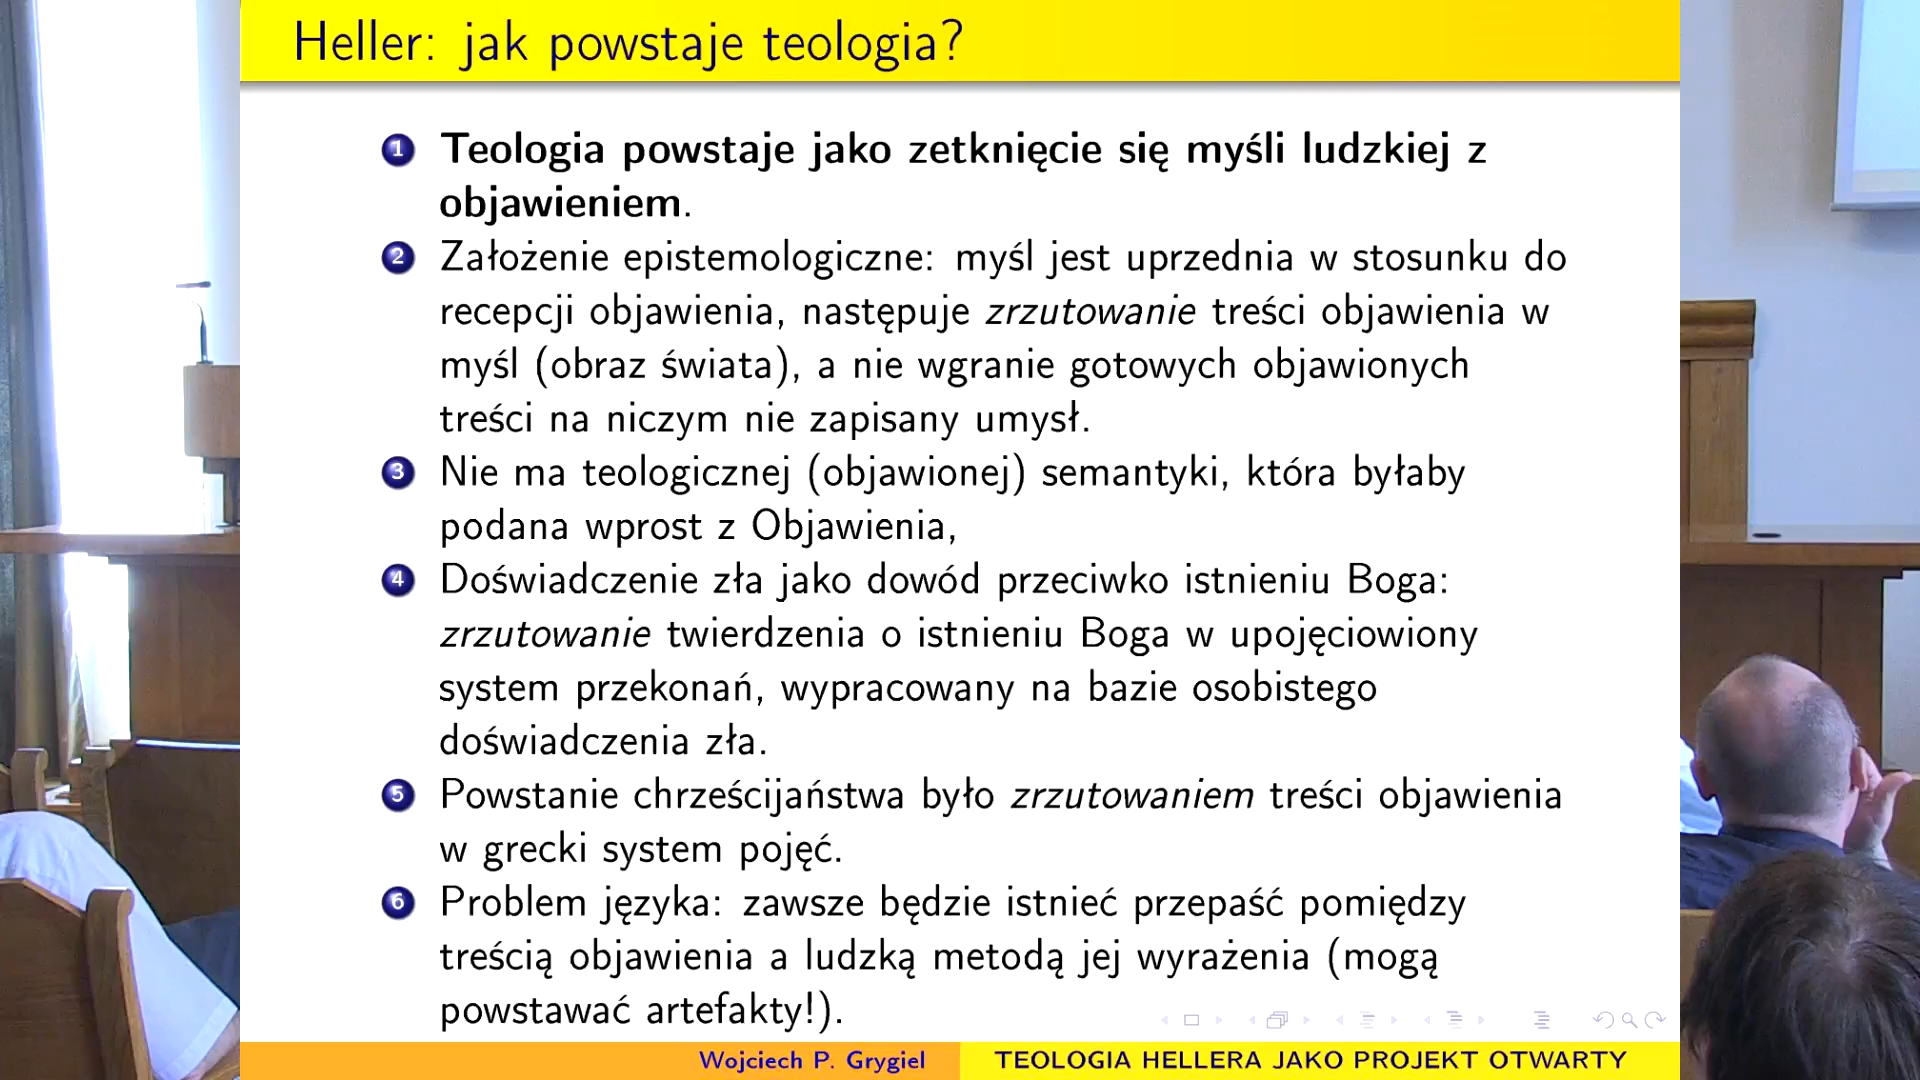 Heller: jak powstaje teologia?
1 Teologia powstaje jako zetknięcie się myśli ludzkiej z
objawieniem.
2 Założenie epistemologiczne: myśl jest uprzednia w stosunku do
recepcji objawienia, następuje zrzutowanie treści objawienia w
myśl (obraz świata), a nie wgranie gotowych objawionych
treści na niczym nie zapisany umysł.
3 Nie ma teologicznej (objawionej) semantyki, która byłaby
podana wprost z Objawienia,
4 Doświadczenie zła jako dowód przeciwko istnieniu Boga:
zrzutowanie twierdzenia o istnieniu Boga w upojęciowiony
system przekonań, wypracowany na bazie osobistego
doświadczenia zła.
5 Powstanie chrześcijaństwa było zrzutowaniem treści objawienia
w grecki system pojęć.
6 Problem języka: zawsze będzie istnieć przepaść pomiędzy
treścią objawienia a ludzką metodą jej wyrażenia (mogą
powstawać artefakty!).
Wojciech P. Grygiel TEOLOGIA HELLERA JAKO PROJEKT OTWARTY